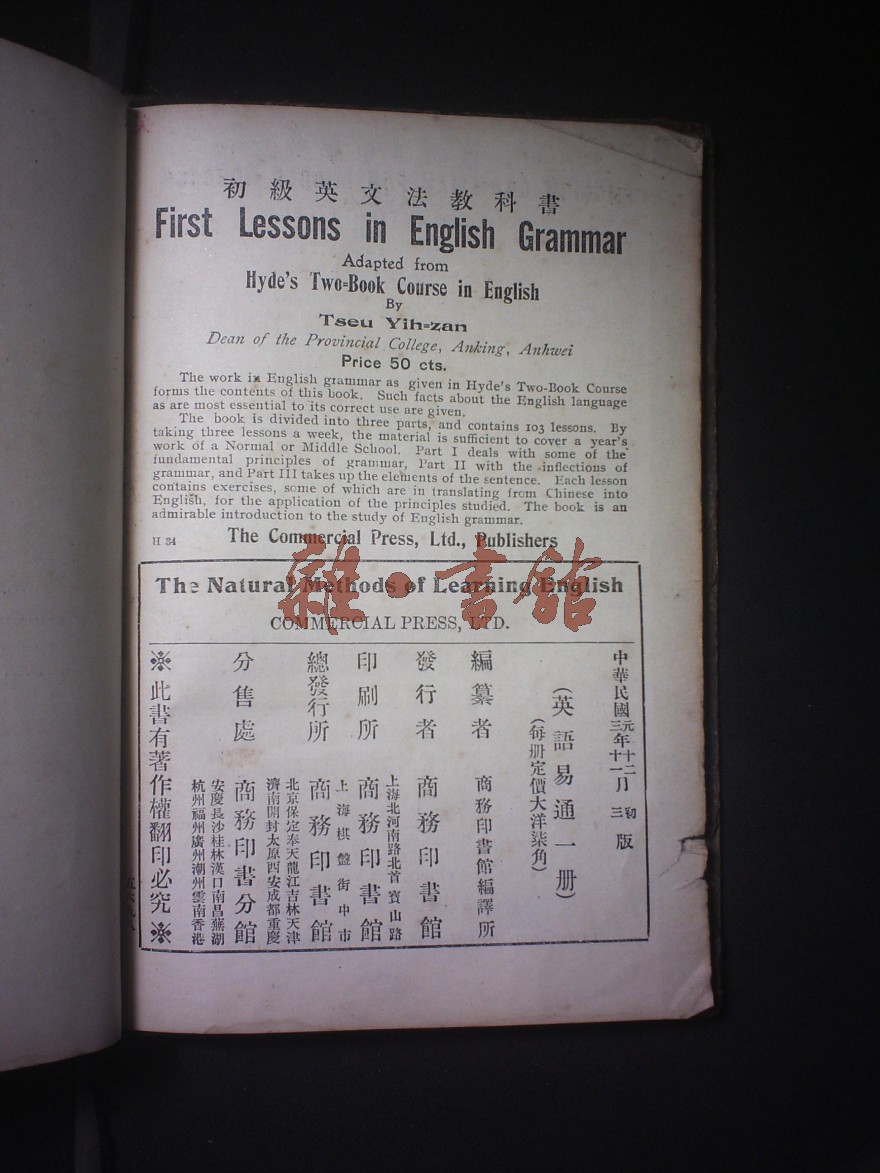 初級英文法教科書
First Lessons in English Grammar
Adapted from
Hyde's Two-Book Course in English
By
Tseu Yih-zan
Dean of the Provincial College, Anking, Anhwei
Price 50 cts.
The work in English grammar as given in Hyde's Two-Book Course
forms the contents of this book. Such facts about the English language
as are most essential to its correct use are given.
The book is divided into three parts, and contains 103 lessons. By
taking three lessons a week, the material is sufficient to cover a year's
work of a Normal or Middle School. Part I deals with some of the
fundamental principles of grammar, Part II with the inflections of
grammar, and Part III takes up the elements of the sentence. Each lesson
contains exercises, some of which are in translating from Chinese into
English, for the application of the principles studied. The book is an
admirable introduction to the study of English grammar.
H 34
The Commercial Press, Ltd., Publishers
雜·書館
The Natural Methods of Learning English
COMMERCIAL PRESS, LTD.
中華民國元年十二月初版
三年十一月三版
(英語易通一册)
(每册定價大洋柒角)
編纂者 商務印書館編譯所
發行者 商務印書館
上海北河南路北首寶山路
印刷所 商務印書館
上海棋盤街中市
總發行所 商務印書館
北京保定奉天龍江吉林天津
濟南開封太原西安成都重慶
分售處 商務印書分館
安慶長沙桂林漢口南昌蕪湖
杭州福州廣州潮州雲南香港
※此書有著作權翻印必究※